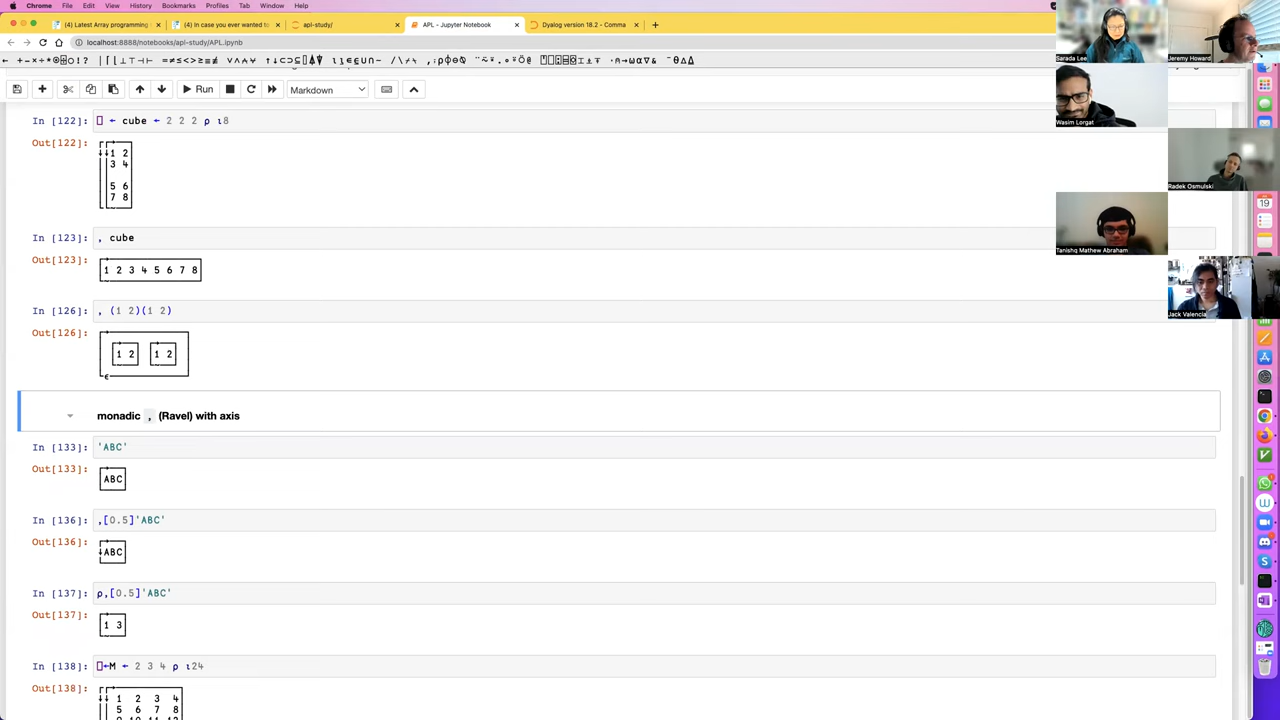 Chrome File Edit View History Bookmarks Profiles Tab Window Help
(4) Latest Array programming
(4) In case you ever wanted to
apl-study/
APL - Jupyter Notebook
Dyalog version 18.2 - Comma
localhost:8888/notebooks/apl-study/APL.ipynb
Run
Markdown
In [122]: ⎕ ← cube ← 2 2 2 ⍴ ⍳8
Out[122]:
1 2
3 4
5 6
7 8
In [123]: , cube
Out[123]: 1 2 3 4 5 6 7 8
In [126]: , (1 2)(1 2)
Out[126]: 1 2 1 2
monadic , (Ravel) with axis
In [133]: 'ABC'
Out[133]: ABC
In [136]: ,[0.5]'ABC'
Out[136]: ABC
In [137]: ⍴,[0.5]'ABC'
Out[137]: 1 3
In [138]: ⎕←M ← 2 3 4 ⍴ ⍳24
Out[138]:
1 2 3 4
5 6 7 8
9 10 11 12
Sarada Lee
Jeremy Howard
Wasim Lorgat
Radek Osmulski
Tanishq Mathew Abraham
Jack Valencia
19